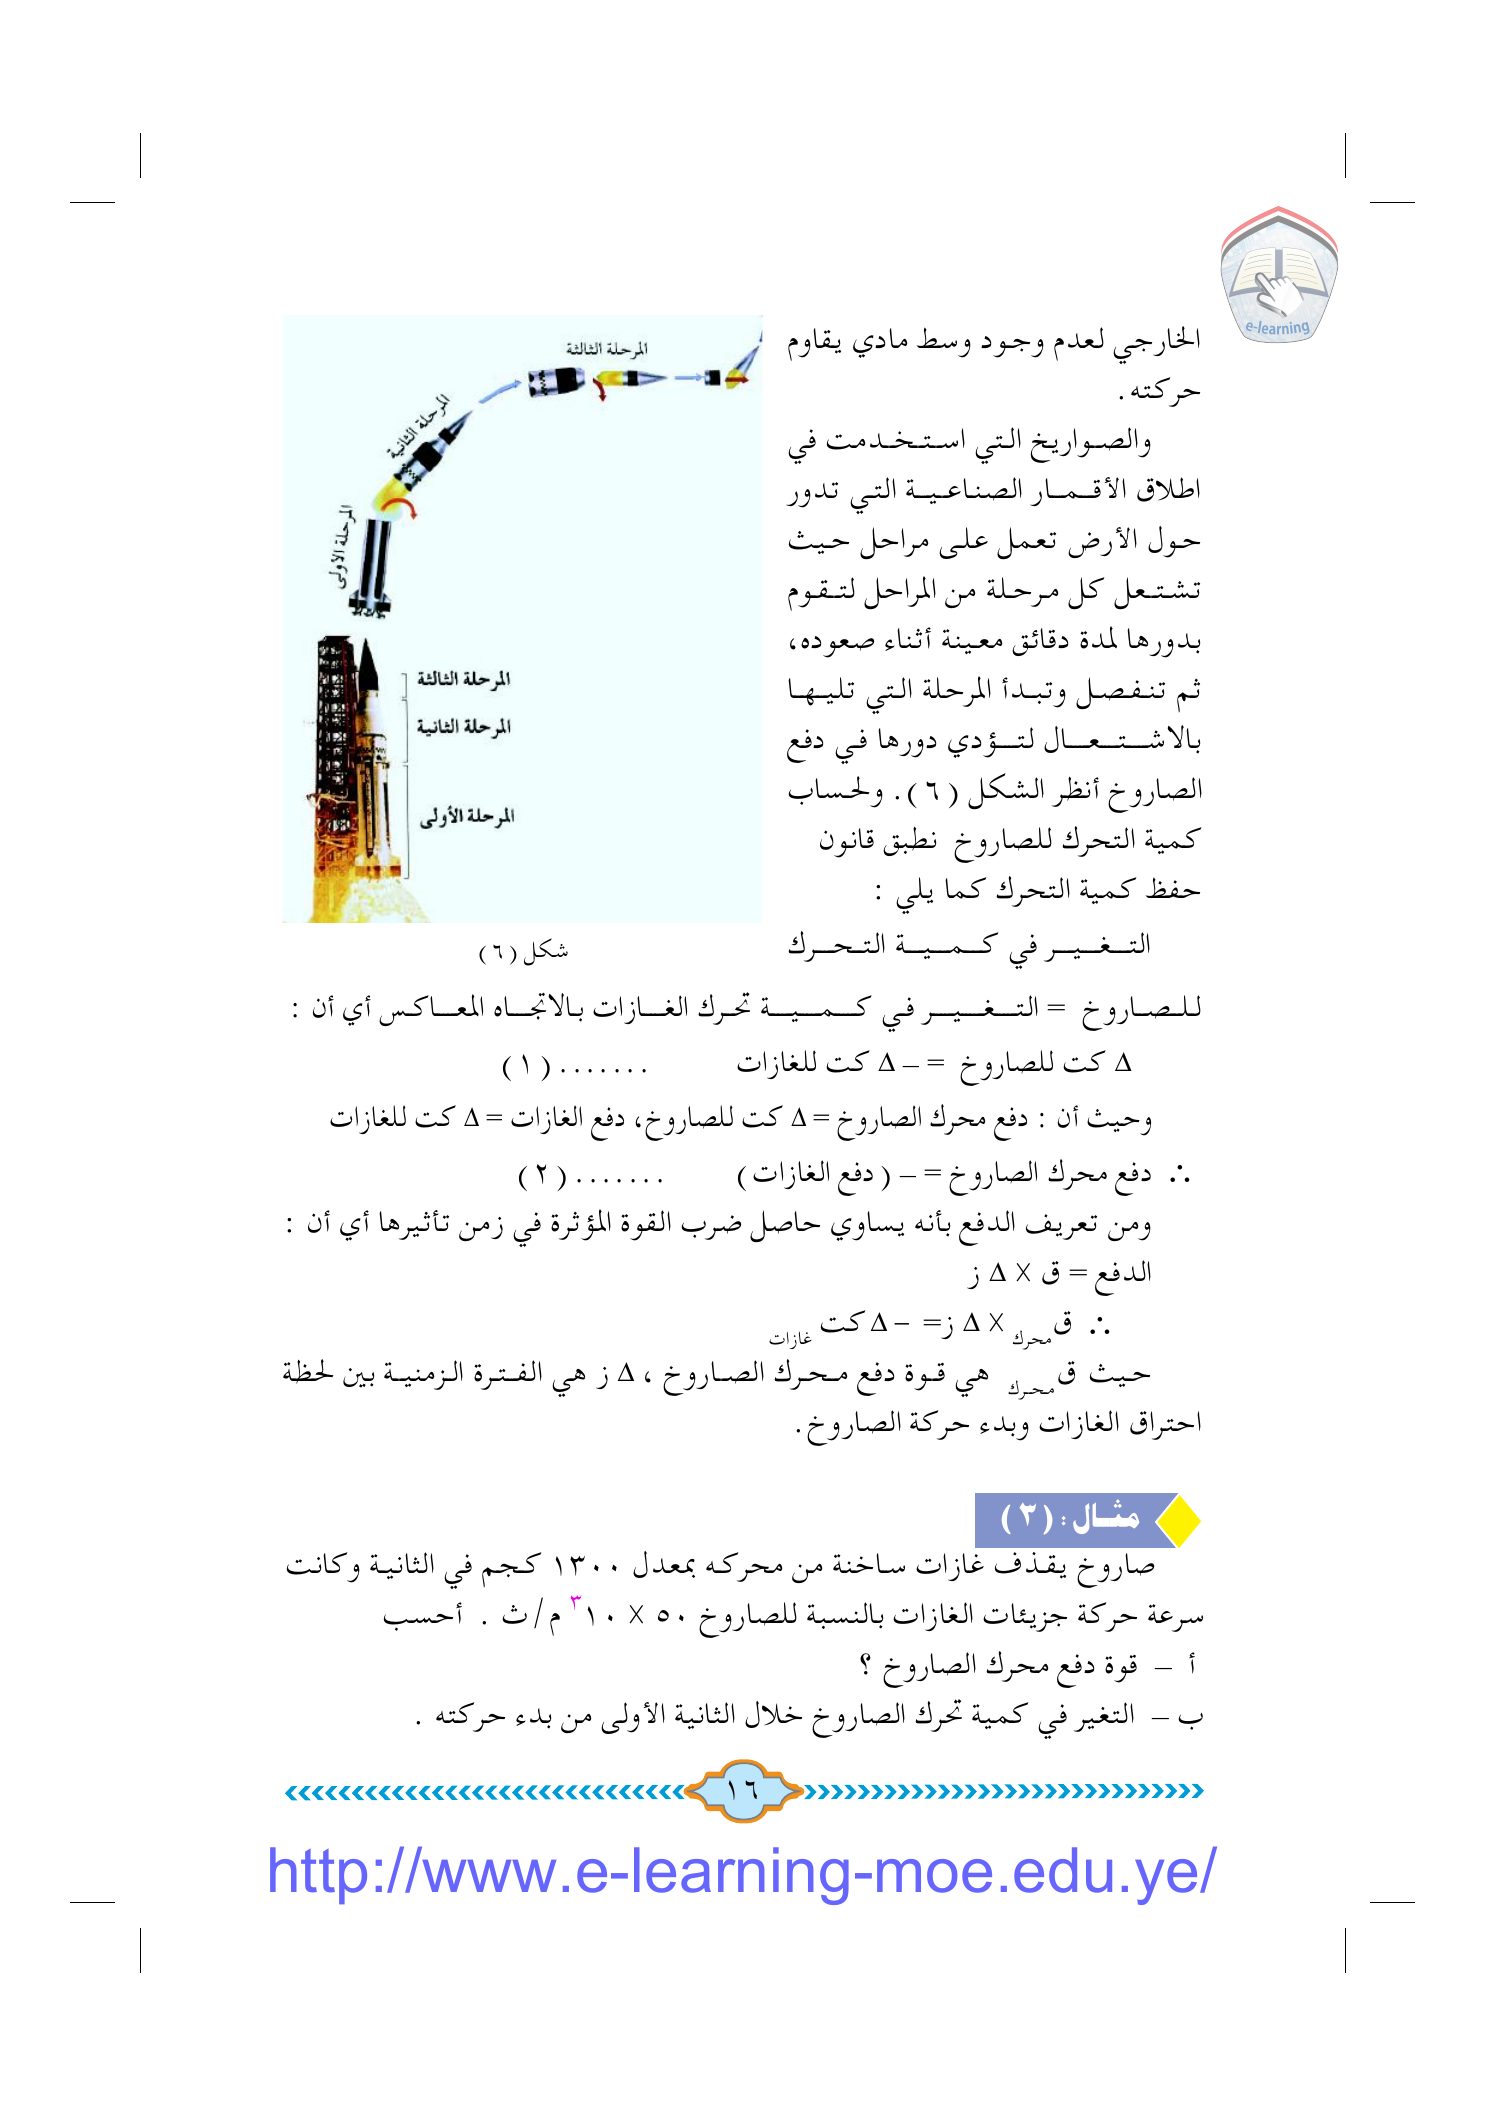 e-learning
الخارجي لعدم وجود وسط مادي يقاوم
حركته .
والصواريخ التي استخدمت في
اطلاق الأقمار الصناعية التي تدور
حول الأرض تعمل على مراحل حيث
تشتعل كل مرحلة من المراحل لتقوم
بدورها لمدة دقائق معينة أثناء صعوده،
ثم تنفصل وتبدأ المرحلة التي تليها
بالاشتعال لتؤدي دورها في دفع
الصاروخ أنظر الشكل ( ٦ ) . ولحساب
كمية التحرك للصاروخ نطبق قانون
حفظ كمية التحرك كما يلي :
المرحلة الثالثة
المرحلة الثانية
المرحلة الأولى
المرحلة الثالثة
المرحلة الثانية
المرحلة الأولى
شكل ( ٦ )
التغير في كمية التحرك
للصاروخ = التغير في كمية تحرك الغازات بالاتجاه المعاكس أي أن :
Δ كت للصاروخ = – Δ كت للغازات . . . . . . . ( ١ )
وحيث أن : دفع محرك الصاروخ = Δ كت للصاروخ، دفع الغازات = Δ كت للغازات
∴ دفع محرك الصاروخ = – ( دفع الغازات ) . . . . . . . ( ٢ )
ومن تعريف الدفع بأنه يساوي حاصل ضرب القوة المؤثرة في زمن تأثيرها أي أن :
الدفع = ق X Δ ز
∴ ق محرك X Δ ز= – Δ كت غازات
حيث ق محرك هي قوة دفع محرك الصاروخ ، Δ ز هي الفترة الزمنية بين لحظة
احتراق الغازات وبدء حركة الصاروخ .
مثـال : ( ٣ )
صاروخ يقذف غازات ساخنة من محركه بمعدل ١٣٠٠ كجم في الثانية وكانت
سرعة حركة جزيئات الغازات بالنسبة للصاروخ ٥٠ X ١٠٣ م/ث . أحسب
أ – قوة دفع محرك الصاروخ ؟
ب – التغير في كمية تحرك الصاروخ خلال الثانية الأولى من بدء حركته .
١٦
http://www.e-learning-moe.edu.ye/